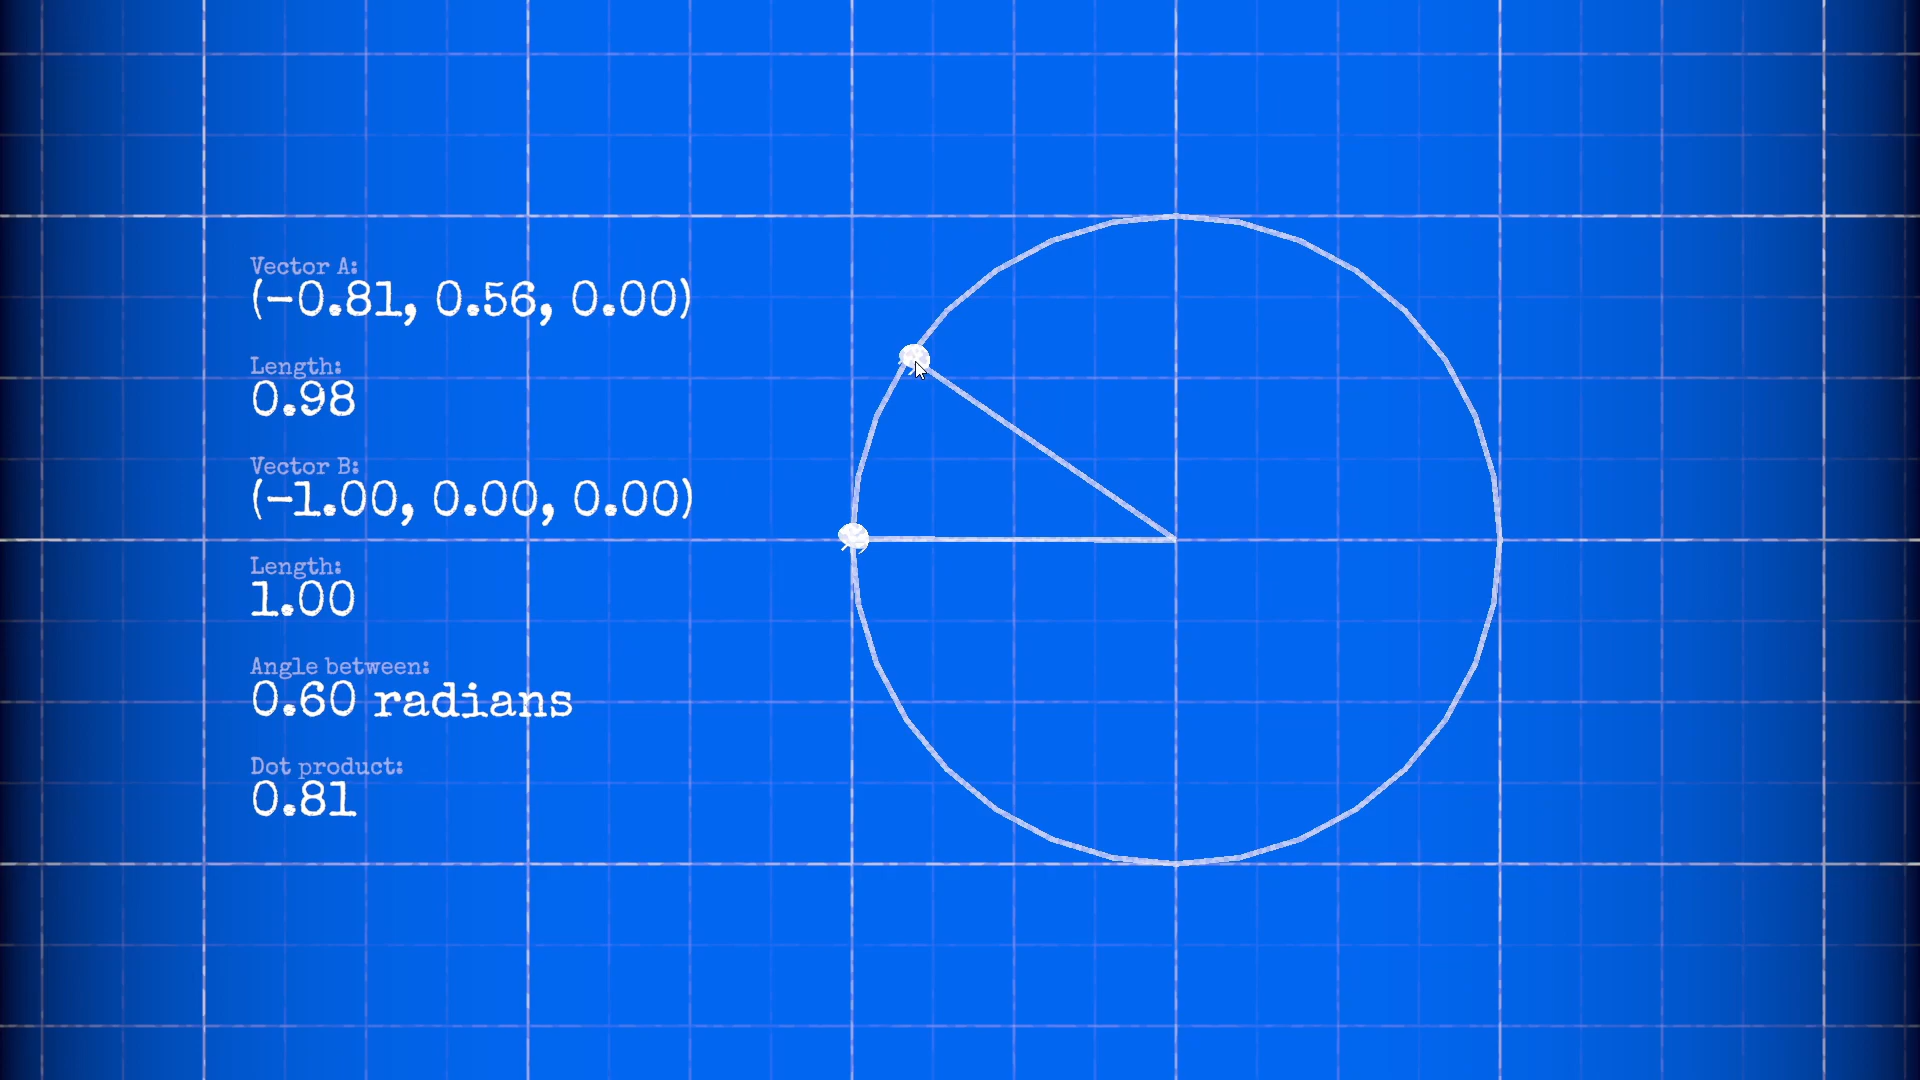 Vector A:
(-0.81, 0.56, 0.00)
Length:
0.98
Vector B:
(-1.00, 0.00, 0.00)
Length:
1.00
Angle between:
0.60 radians
Dot product:
0.81